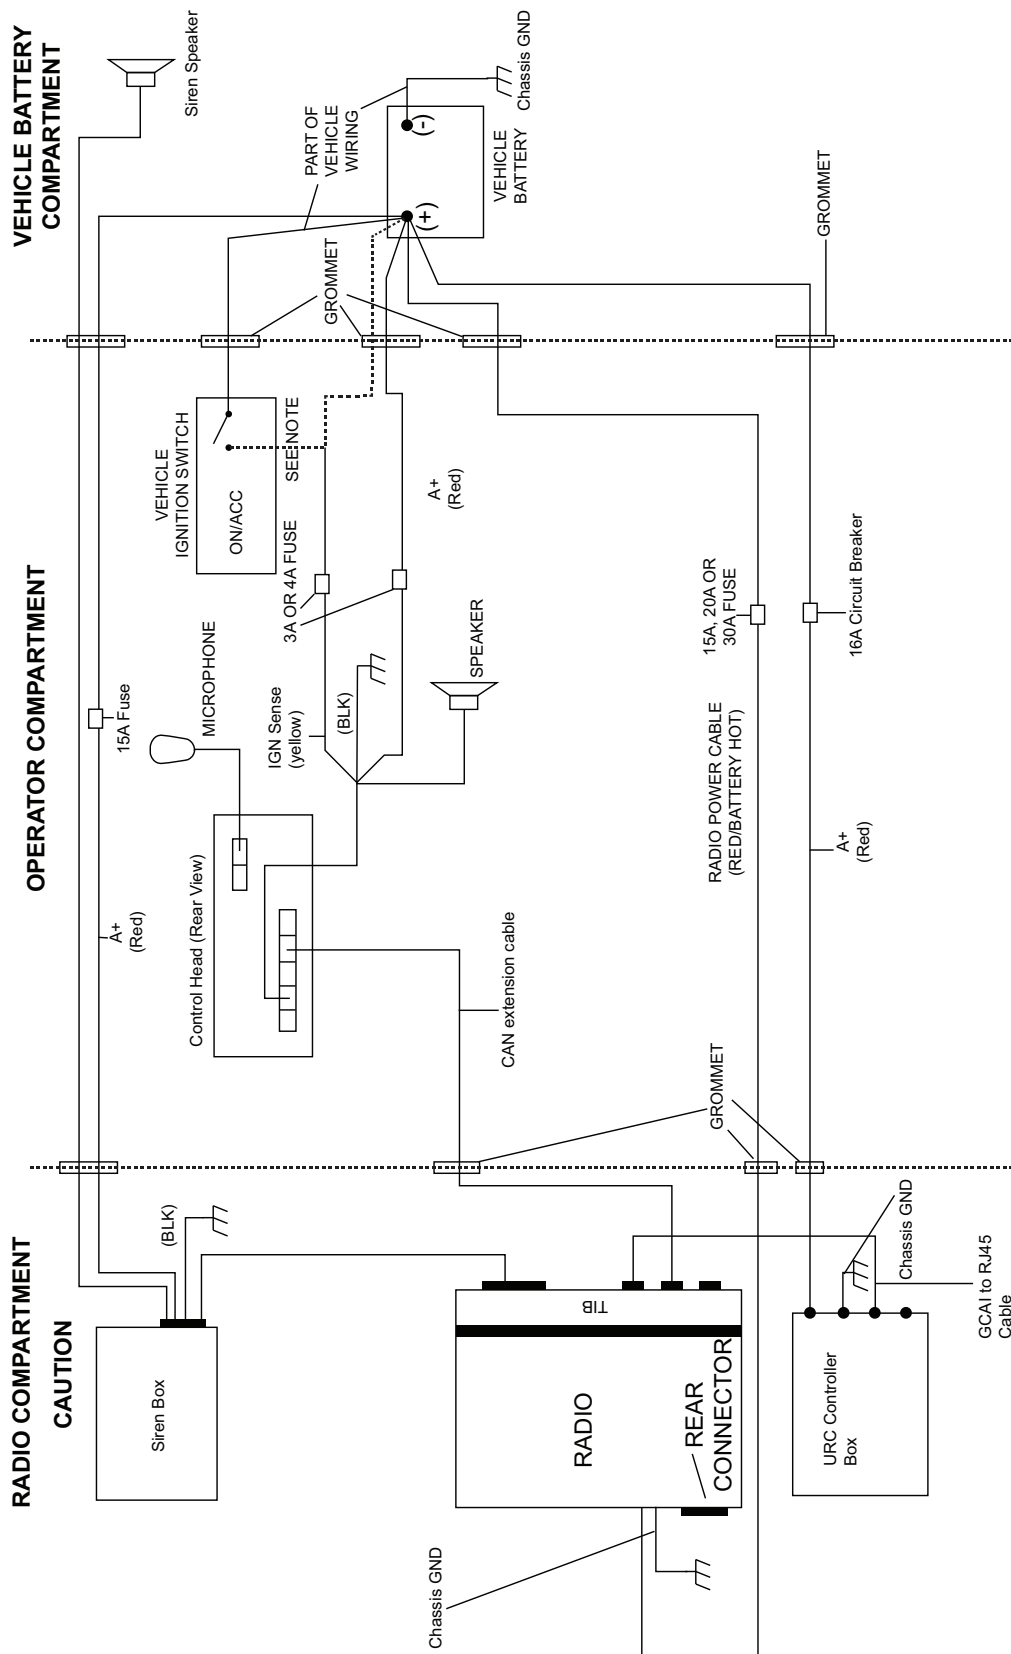 RADIO COMPARTMENT
CAUTION
OPERATOR COMPARTMENT
VEHICLE BATTERY
COMPARTMENT
Siren Box
(BLK)
A+
(Red)
15A Fuse
Siren Speaker
Control Head (Rear View)
MICROPHONE
VEHICLE
IGNITION SWITCH
ON/ACC
SEE NOTE
3A OR 4A FUSE
IGN Sense
(yellow)
(BLK)
PART OF
VEHICLE
WIRING
GROMMET
(-)
(+)
VEHICLE
BATTERY
Chassis GND
A+
(Red)
SPEAKER
CAN extension cable
Chassis GND
RADIO
TIB
REAR
CONNECTOR
GROMMET
RADIO POWER CABLE
(RED/BATTERY HOT)
15A, 20A OR
30A FUSE
GROMMET
URC Controller
Box
Chassis GND
GCAI to RJ45
Cable
A+
(Red)
16A Circuit Breaker